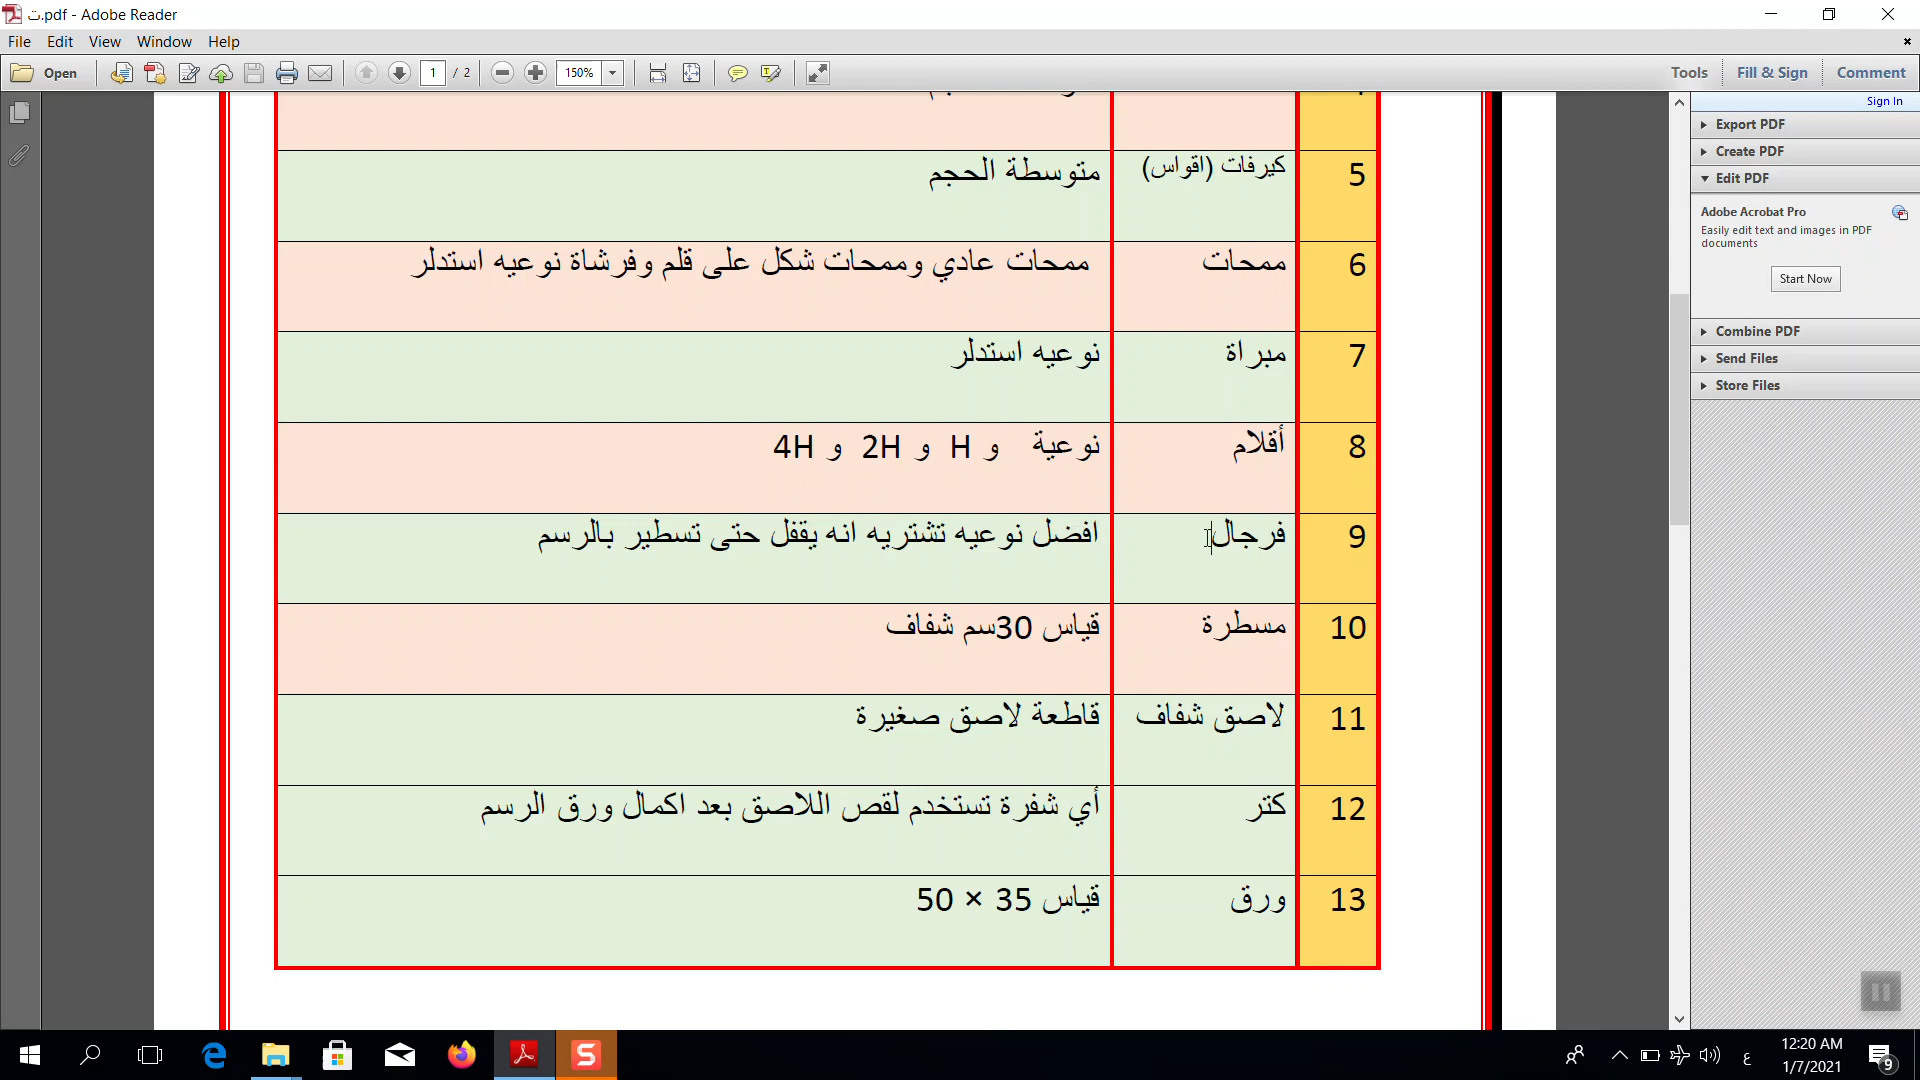 ت.pdf - Adobe Reader
File Edit View Window Help
Open 1 / 2 150% Tools Fill & Sign Comment
Sign In
Export PDF
Create PDF
Edit PDF
Adobe Acrobat Pro
Easily edit text and images in PDF
documents
Start Now
Combine PDF
Send Files
Store Files
5 كيرفات (اقواس) متوسطة الحجم
6 ممحات ممحات عادي وممحات شكل على قلم وفرشاة نوعيه استدلر
7 مبراة نوعيه استدلر
8 أقلام نوعية و H و 2H و 4H
9 فرجال افضل نوعيه تشتريه انه يقفل حتى تسطير بالرسم
10 مسطرة قياس 30سم شفاف
11 لاصق شفاف قاطعة لاصق صغيرة
12 كتر أي شفرة تستخدم لقص اللاصق بعد اكمال ورق الرسم
13 ورق قياس 35 × 50
ع 12:20 AM
1/7/2021 9